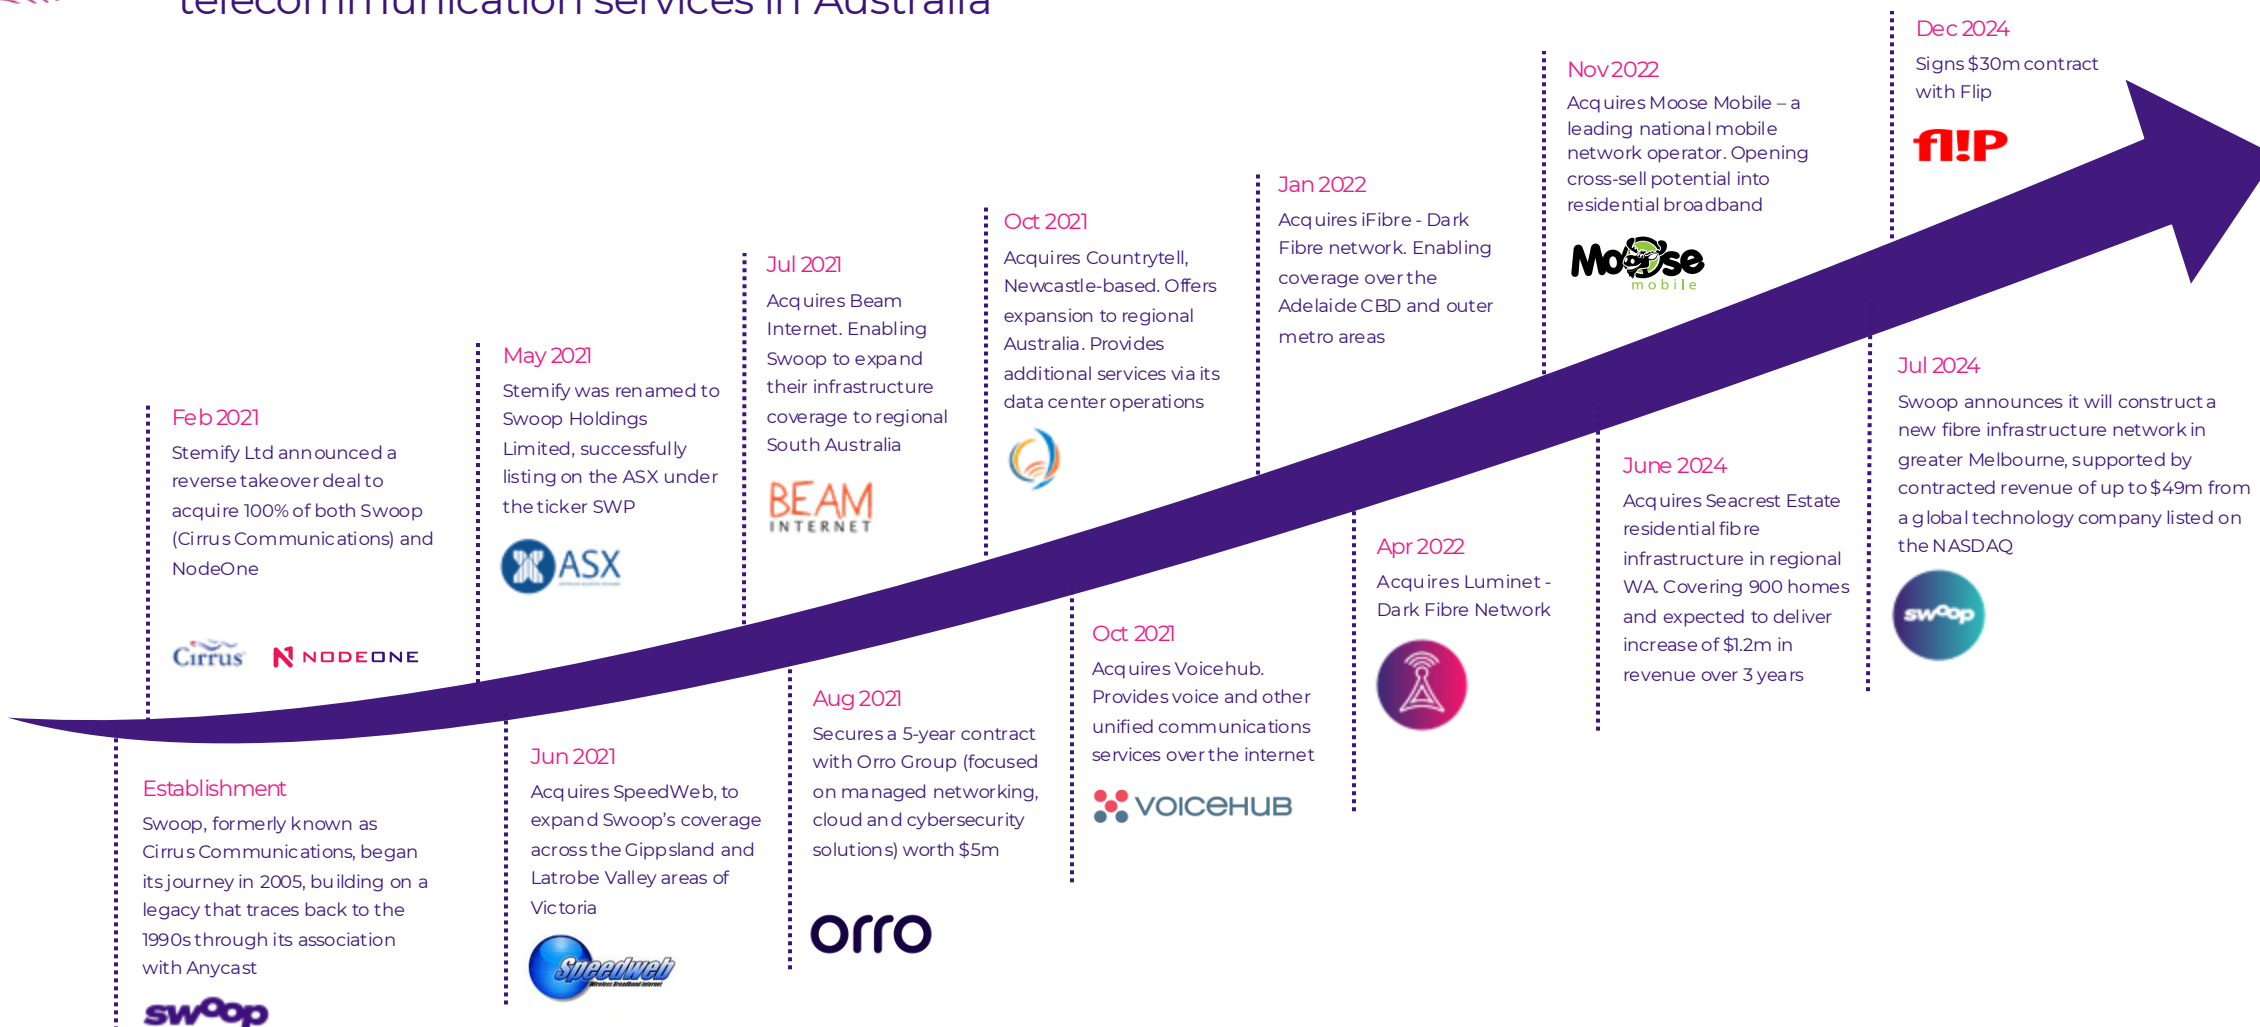 telecommunication services in Australia
Dec 2024
Signs $30m contract
with Flip
fl!P
Nov 2022
Acquires Moose Mobile – a
leading national mobile
network operator. Opening
cross-sell potential into
residential broadband
Moose
mobile
Jan 2022
Acquires iFibre - Dark
Fibre network. Enabling
coverage over the
Adelaide CBD and outer
metro areas
Oct 2021
Acquires Countrytell,
Newcastle-based. Offers
expansion to regional
Australia. Provides
additional services via its
data center operations
Jul 2021
Acquires Beam
Internet. Enabling
Swoop to expand
their infrastructure
coverage to regional
South Australia
BEAM
INTERNET
May 2021
Stemify was renamed to
Swoop Holdings
Limited, successfully
listing on the ASX under
the ticker SWP
ASX
Feb 2021
Stemify Ltd announced a
reverse takeover deal to
acquire 100% of both Swoop
(Cirrus Communications) and
NodeOne
Cirrus
NODEONE
Establishment
Swoop, formerly known as
Cirrus Communications, began
its journey in 2005, building on a
legacy that traces back to the
1990s through its association
with Anycast
swoop
Jun 2021
Acquires SpeedWeb, to
expand Swoop's coverage
across the Gippsland and
Latrobe Valley areas of
Victoria
Speedweb
Wireless Broadband Internet
Aug 2021
Secures a 5-year contract
with Orro Group (focused
on managed networking,
cloud and cybersecurity
solutions) worth $5m
orro
Oct 2021
Acquires Voicehub.
Provides voice and other
unified communications
services over the internet
VOICEHUB
Apr 2022
Acquires Luminet -
Dark Fibre Network
June 2024
Acquires Seacrest Estate
residential fibre
infrastructure in regional
WA. Covering 900 homes
and expected to deliver
increase of $1.2m in
revenue over 3 years
Jul 2024
Swoop announces it will construct a
new fibre infrastructure network in
greater Melbourne, supported by
contracted revenue of up to $49m from
a global technology company listed on
the NASDAQ
swoop